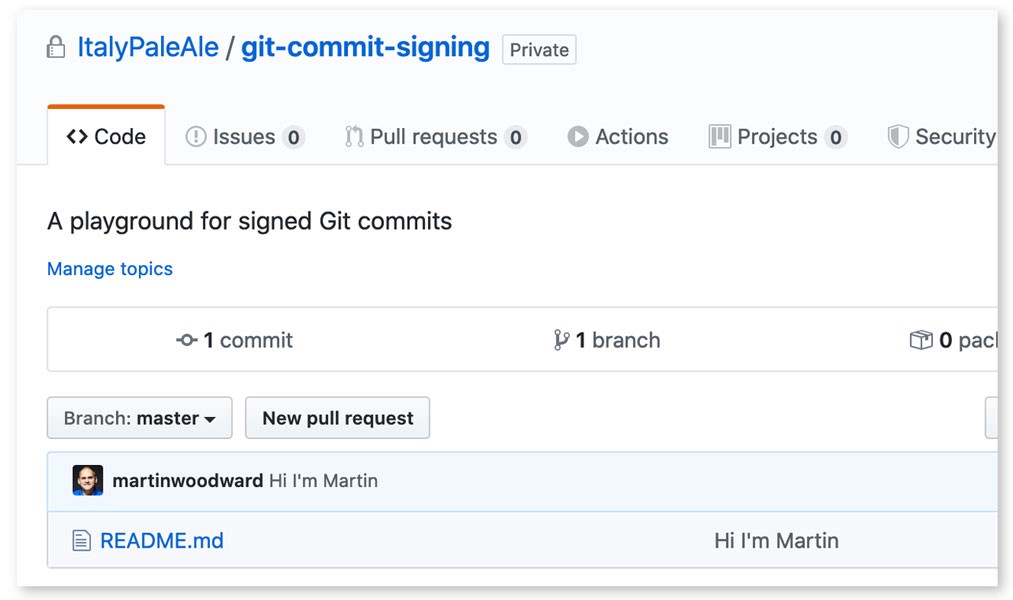 ItalyPaleAle / git-commit-signing Private
Code Issues 0 Pull requests 0 Actions Projects 0 Security
A playground for signed Git commits
Manage topics
1 commit 1 branch 0 pac
Branch: master New pull request
martinwoodward Hi I'm Martin
README.md Hi I'm Martin